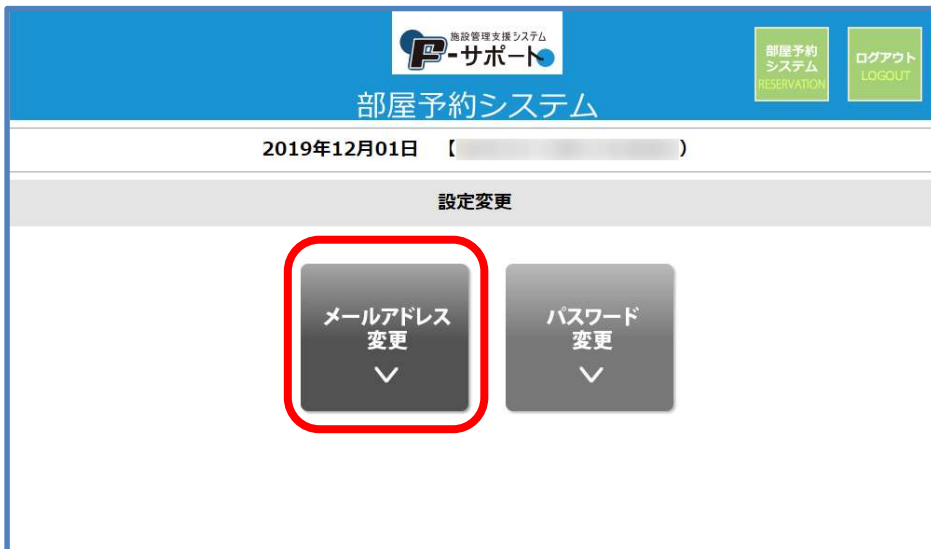 施設管理支援システム
F-サポート
部屋予約システム
部屋予約
システム
RESERVATION
ログアウト
LOGOUT
2019年12月01日 【 )
設定変更
メールアドレス
変更
パスワード
変更